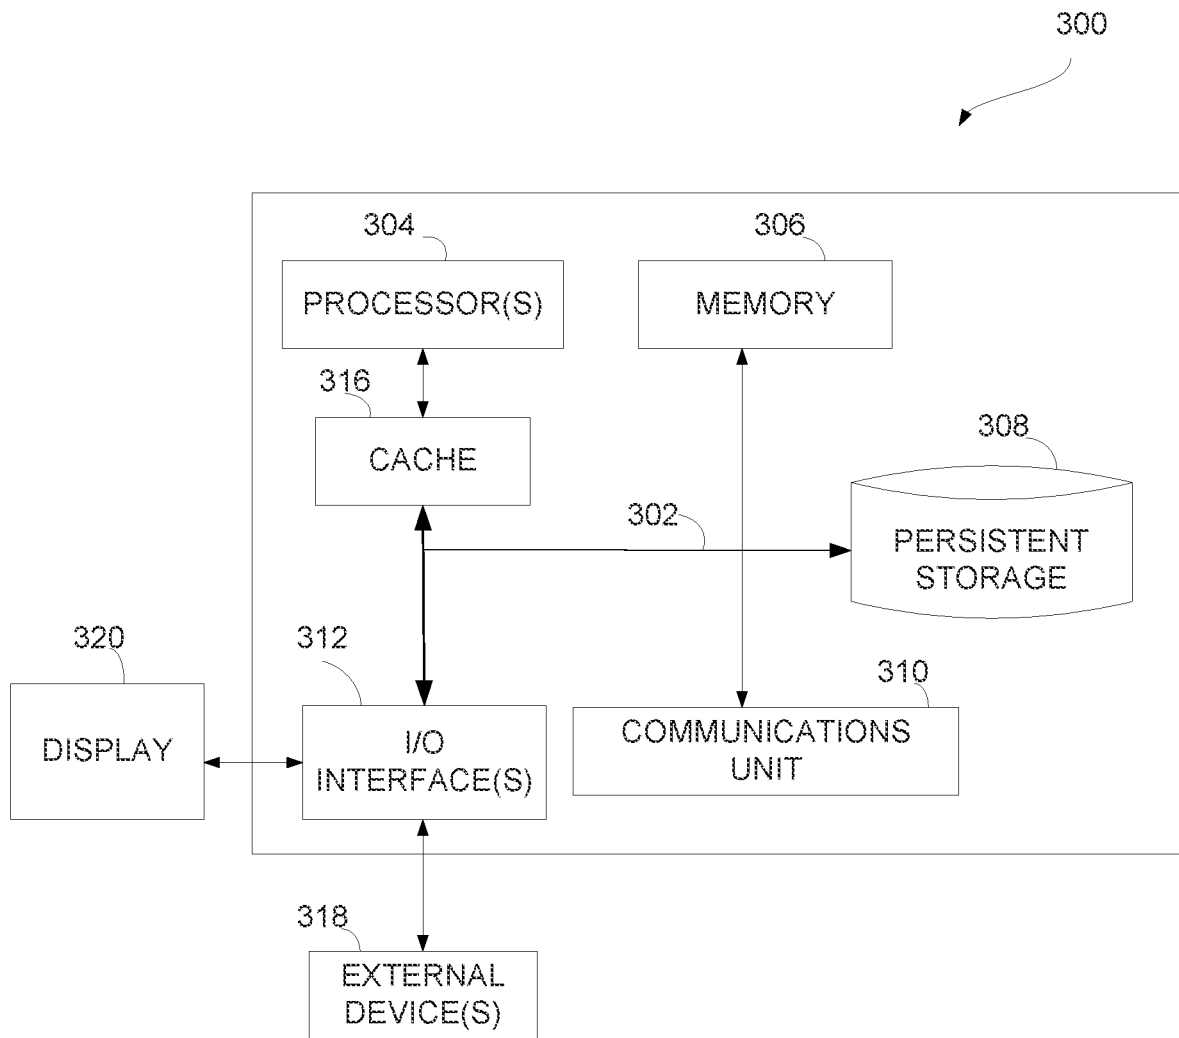 300
304
306
PROCESSOR(S)
MEMORY
316
CACHE
308
302
PERSISTENT
STORAGE
320
312
310
DISPLAY
I/O
INTERFACE(S)
COMMUNICATIONS
UNIT
318
EXTERNAL
DEVICE(S)